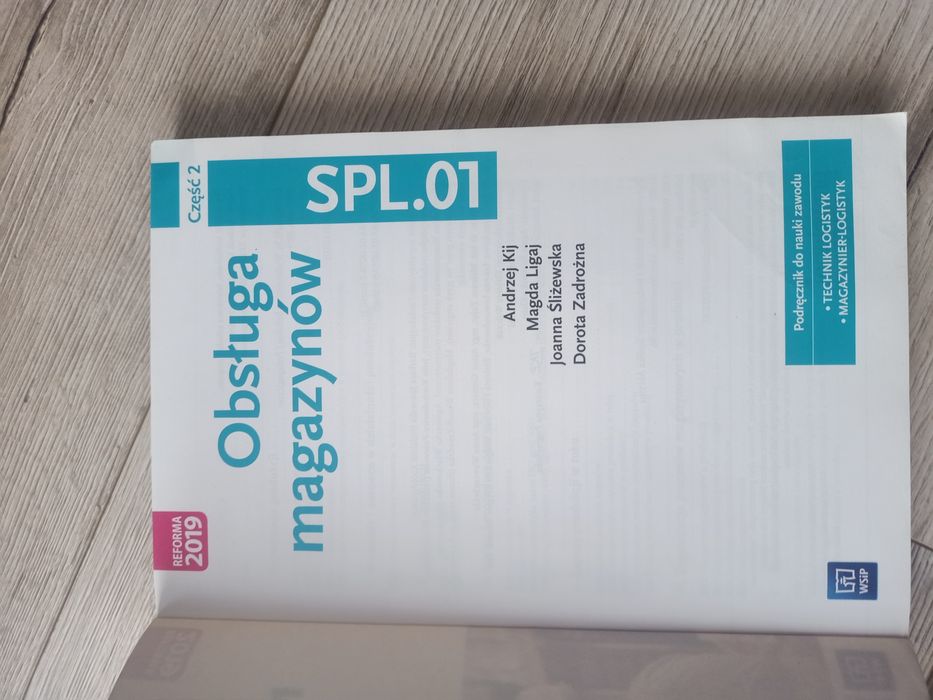 REFORMA
2019
Część 2
Obsługa
magazynów
SPL.01
Andrzej Kij
Magda Ligaj
Joanna Śliżewska
Dorota Zadrożna
Podręcznik do nauki zawodu
• TECHNIK LOGISTYK
• MAGAZYNIER-LOGISTYK
WSiP